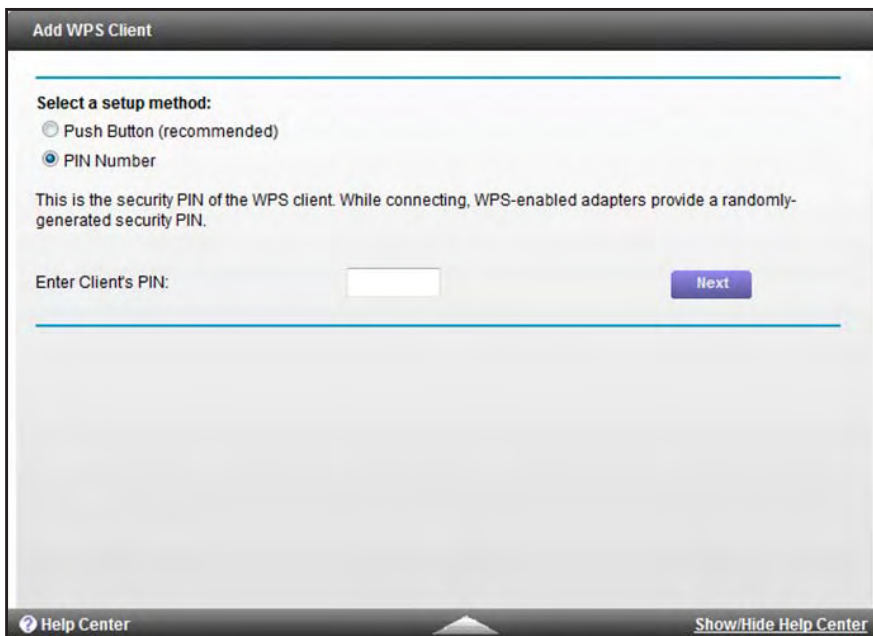 Add WPS Client
Select a setup method:
Push Button (recommended)
PIN Number
This is the security PIN of the WPS client. While connecting, WPS-enabled adapters provide a randomly-
generated security PIN.
Enter Client's PIN:
Next
Help Center
Show/Hide Help Center